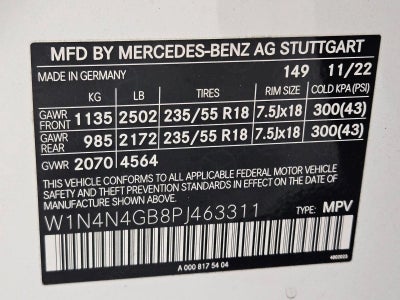 MFD BY MERCEDES-BENZ AG STUTTGART
MADE IN GERMANY 149 11/22
KG LB TIRES RIM SIZE COLD KPA(PSI)
GAWR FRONT 1135 2502 235/55 R18 7.5Jx18 300(43)
GAWR REAR 985 2172 235/55 R18 7.5Jx18 300(43)
GVWR 2070 4564
THIS VEHICLE CONFORMS TO ALL APPLICABLE FEDERAL MOTOR VEHICLE
SAFETY AND THEFT PREVENTION STANDARDS IN EFFECT ON THE DATE
OF MANUFACTURE SHOWN ABOVE.
W1N4N4GB8PJ463311
TYPE: MPV
A 000 817 54 04